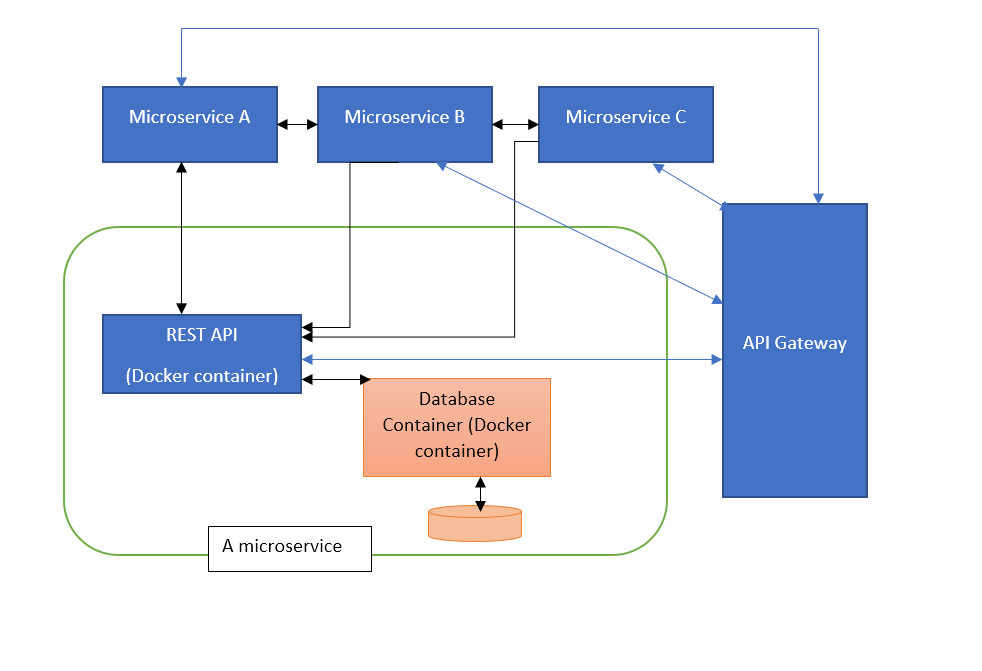 Microservice A
Microservice B
Microservice C
REST API
(Docker container)
API Gateway
Database
Container (Docker
container)
A microservice